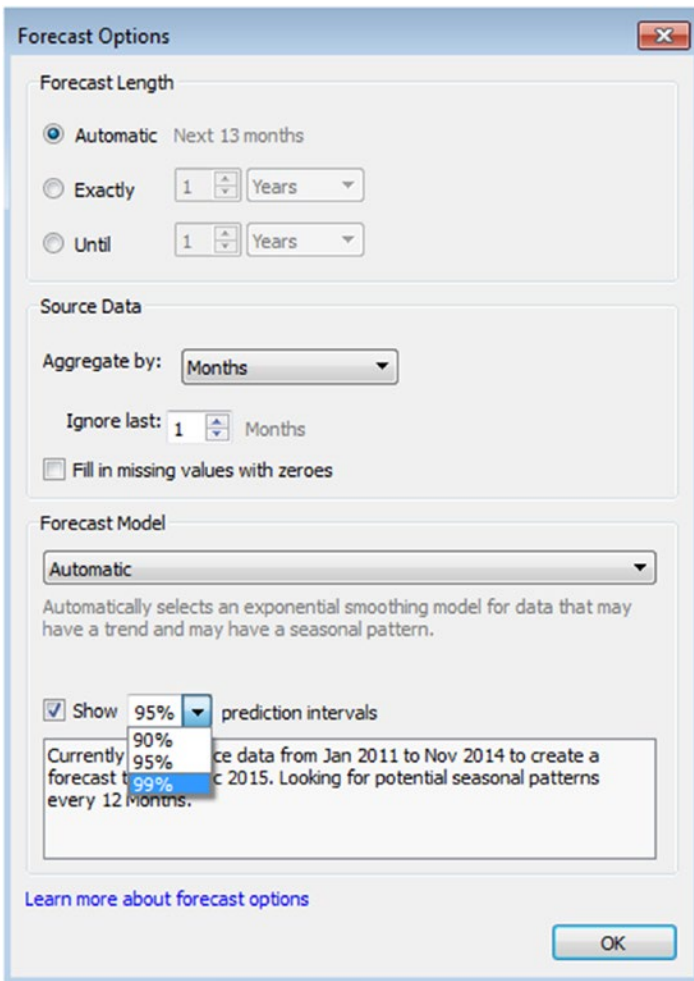 Forecast Options
Forecast Length
Automatic Next 13 months
Exactly 1 Years
Until 1 Years
Source Data
Aggregate by: Months
Ignore last: 1 Months
Fill in missing values with zeroes
Forecast Model
Automatic
Automatically selects an exponential smoothing model for data that may
have a trend and may have a seasonal pattern.
Show 95% prediction intervals
90%
95%
99%
Currently ce data from Jan 2011 to Nov 2014 to create a
forecast t c 2015. Looking for potential seasonal patterns
every 12 Months.
Learn more about forecast options
OK